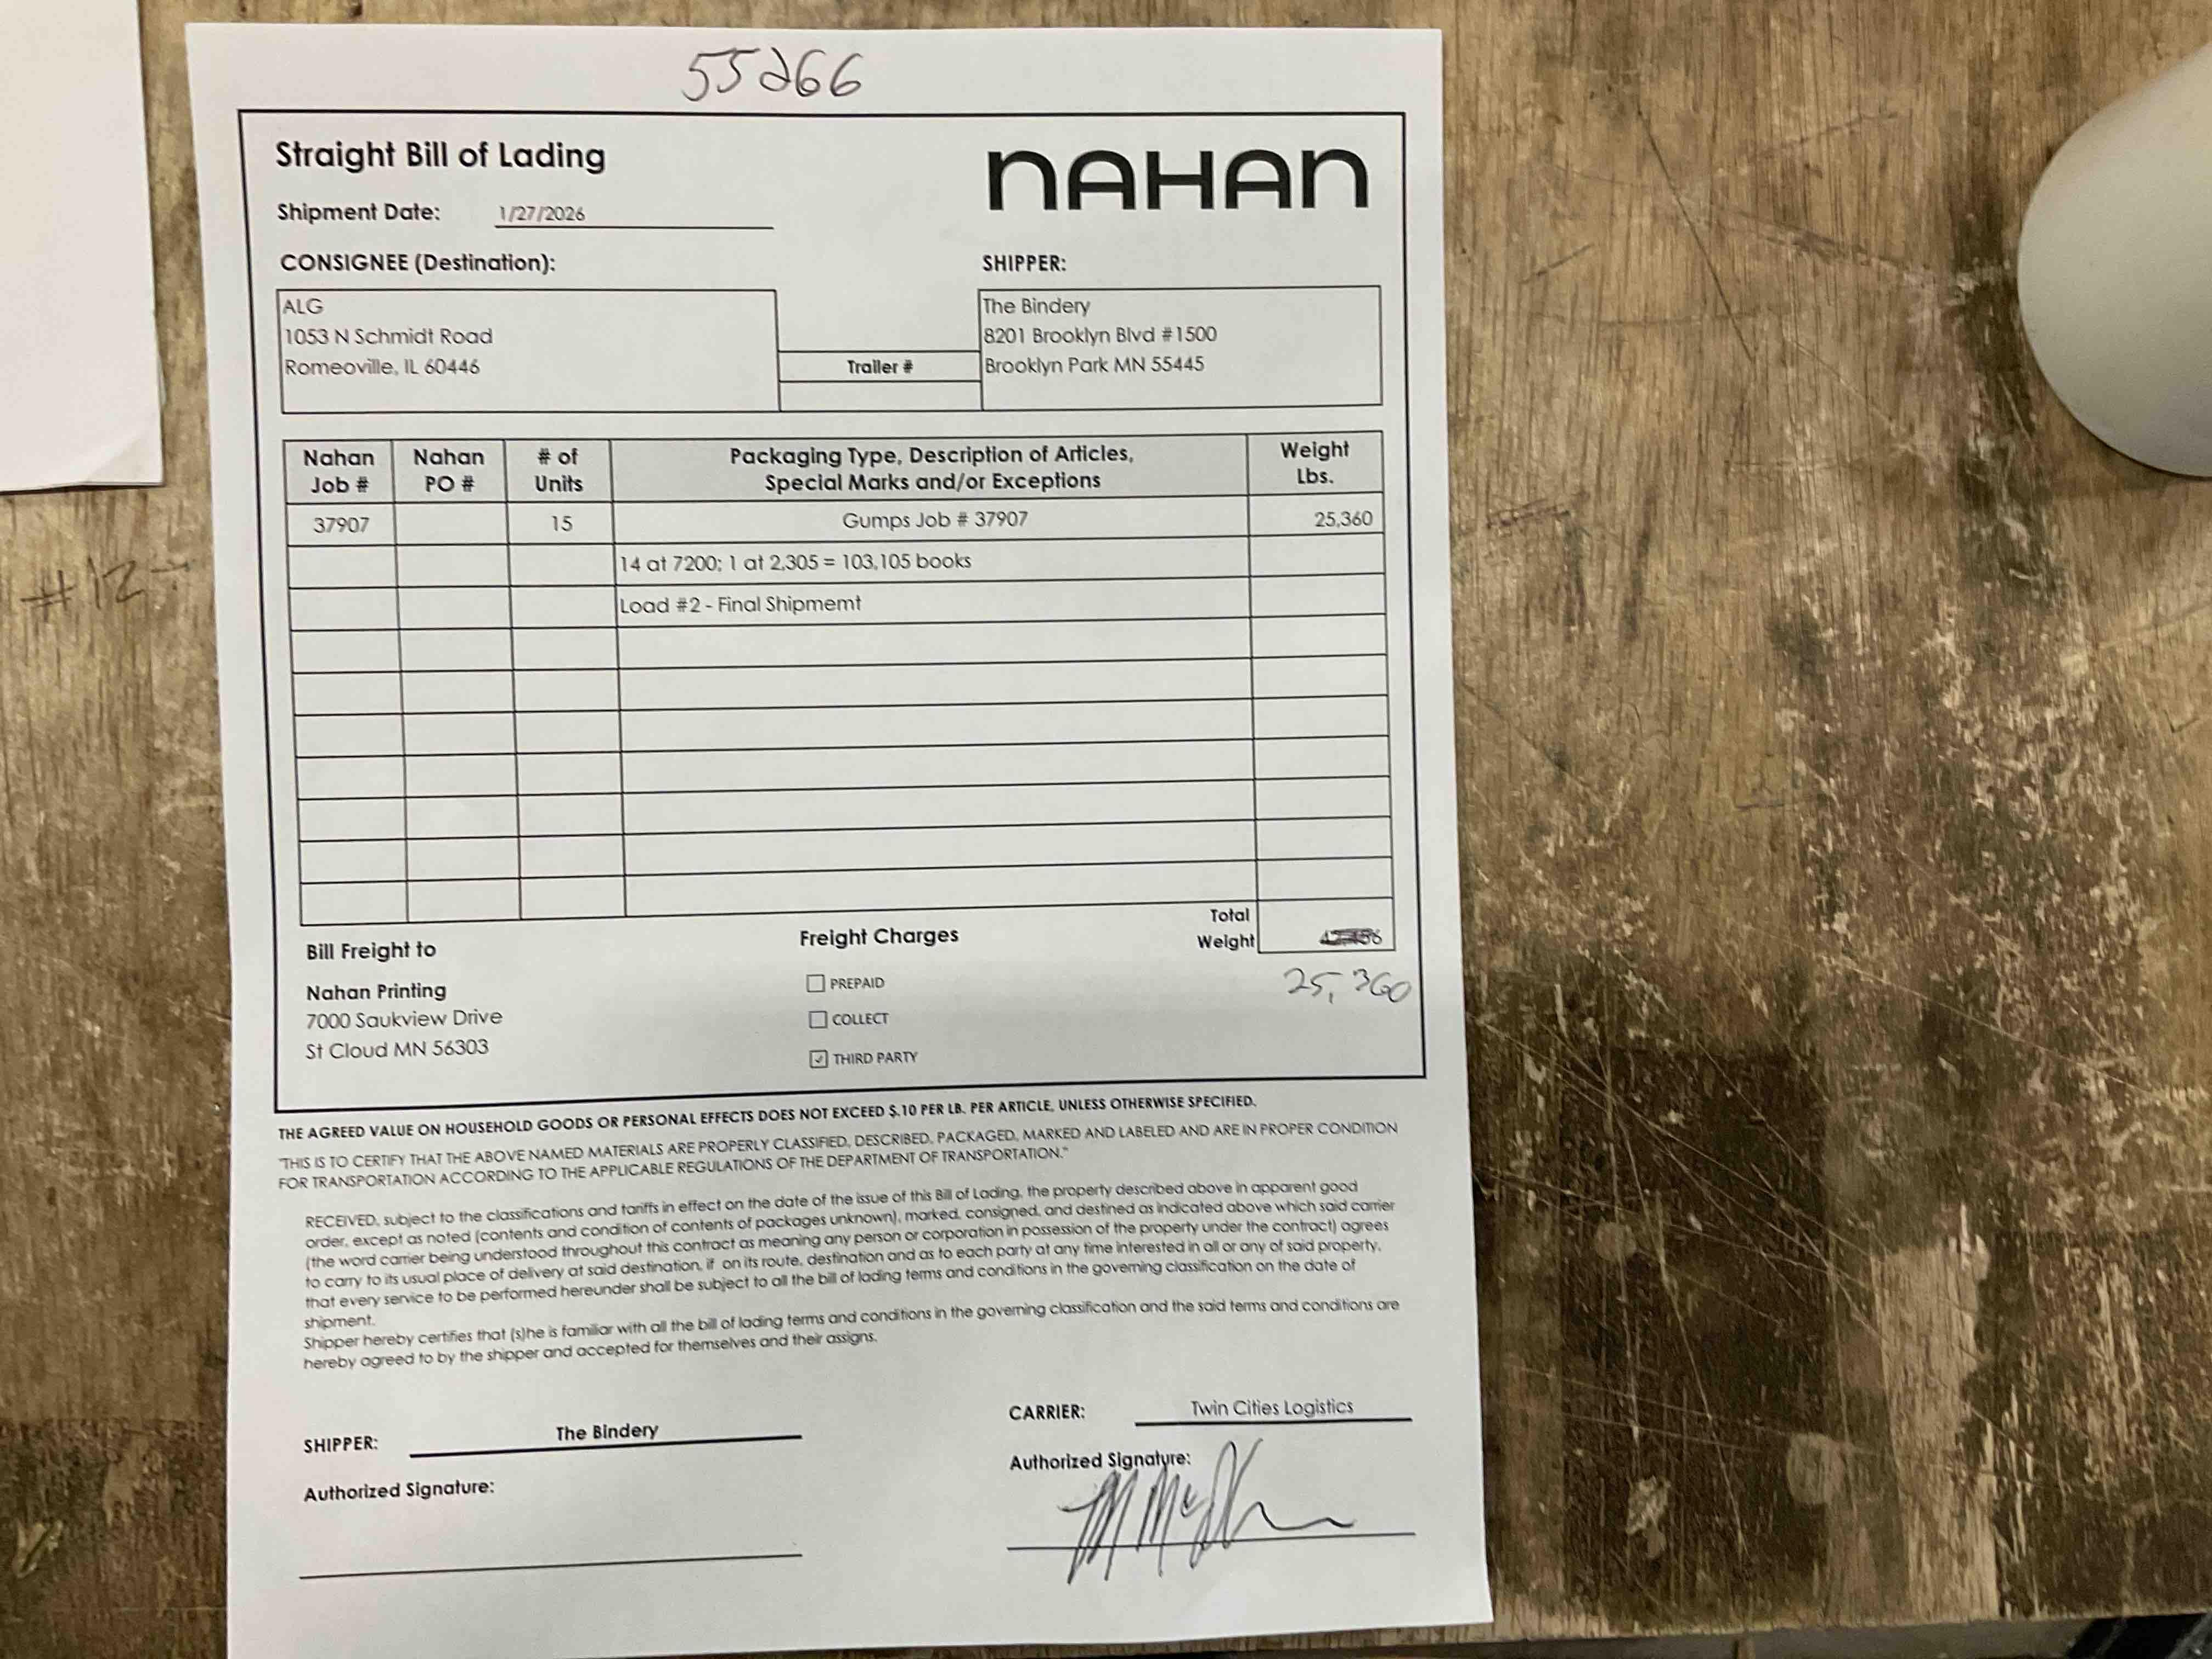 55266
Straight Bill of Lading
NAHAN
Shipment Date: 1/27/2026
CONSIGNEE (Destination):
ALG
1053 N Schmidt Road
Romeoville, IL 60446
Trailer #
SHIPPER:
The Bindery
8201 Brooklyn Blvd #1500
Brooklyn Park MN 55445
Nahan Job # Nahan PO # # of Units Packaging Type, Description of Articles, Special Marks and/or Exceptions Weight Lbs.
37907 15 Gumps Job # 37907 25,360
14 at 7200; 1 at 2,305 = 103,105 books
Load #2 - Final Shipmemt
Total Weight
25,360
Bill Freight to
Nahan Printing
7000 Saukview Drive
St Cloud MN 56303
Freight Charges
PREPAID
COLLECT
THIRD PARTY
THE AGREED VALUE ON HOUSEHOLD GOODS OR PERSONAL EFFECTS DOES NOT EXCEED $.10 PER LB. PER ARTICLE, UNLESS OTHERWISE SPECIFIED.
"THIS IS TO CERTIFY THAT THE ABOVE NAMED MATERIALS ARE PROPERLY CLASSIFIED, DESCRIBED, PACKAGED, MARKED AND LABELED AND ARE IN PROPER CONDITION
FOR TRANSPORTATION ACCORDING TO THE APPLICABLE REGULATIONS OF THE DEPARTMENT OF TRANSPORTATION."
RECEIVED, subject to the classifications and tariffs in effect on the date of the issue of this Bill of Lading, the property described above in apparent good
order, except as noted (contents and condition of contents of packages unknown), marked, consigned, and destined as indicated above which said carrier
(the word carrier being understood throughout this contract as meaning any person or corporation in possession of the property under the contract) agrees
to carry to its usual place of delivery at said destination, if on its route, destination and as to each party at any time interested in all or any of said property,
that every service to be performed hereunder shall be subject to all the bill of lading terms and conditions in the governing classification on the date of
shipment.
Shipper hereby certifies that (s)he is familiar with all the bill of lading terms and conditions in the governing classification and the said terms and conditions are
hereby agreed to by the shipper and accepted for themselves and their assigns.
SHIPPER: The Bindery
Authorized Signature:
CARRIER: Twin Cities Logistics
Authorized Signature:
#12